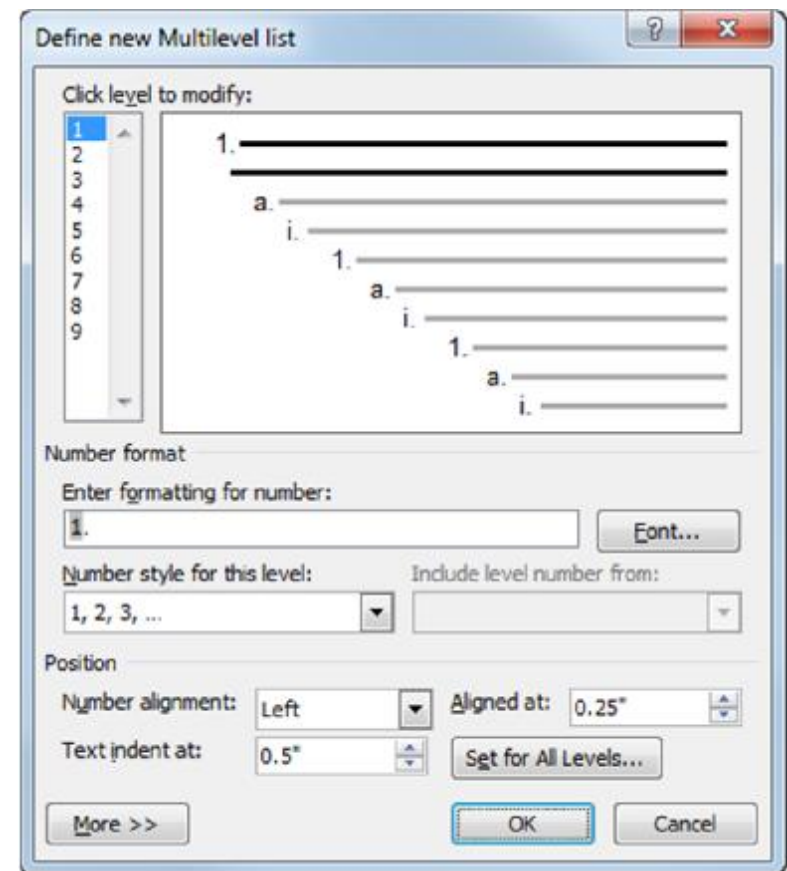 Define new Multilevel list
Click level to modify:
1
2
3
4
5
6
7
8
9
1.
a.
i.
1.
a.
i.
1.
a.
i.
Number format
Enter formatting for number:
1.
Font...
Number style for this level: Include level number from:
1, 2, 3, ...
Position
Number alignment: Left Aligned at: 0.25"
Text indent at: 0.5" Set for All Levels...
More >> OK Cancel